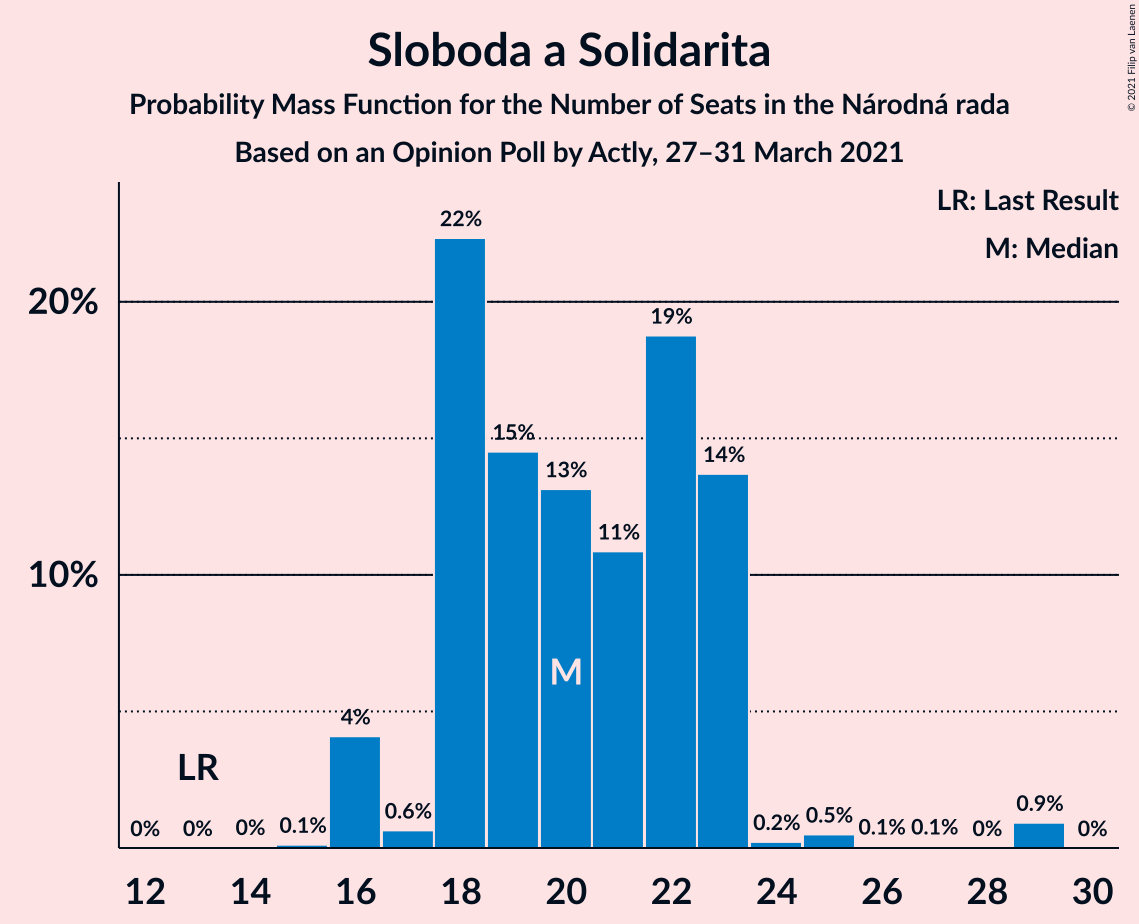 Sloboda a Solidarita
Probability Mass Function for the Number of Seats in the Národná rada
Based on an Opinion Poll by Actly, 27–31 March 2021
© 2021 Filip van Laenen
LR: Last Result
M: Median
20%
10%
0%
0%
0%
0.1%
4%
0.6%
22%
15%
13%
11%
19%
14%
0.2%
0.5%
0.1%
0.1%
0%
0.9%
0%
LR
M
12 14 16 18 20 22 24 26 28 30